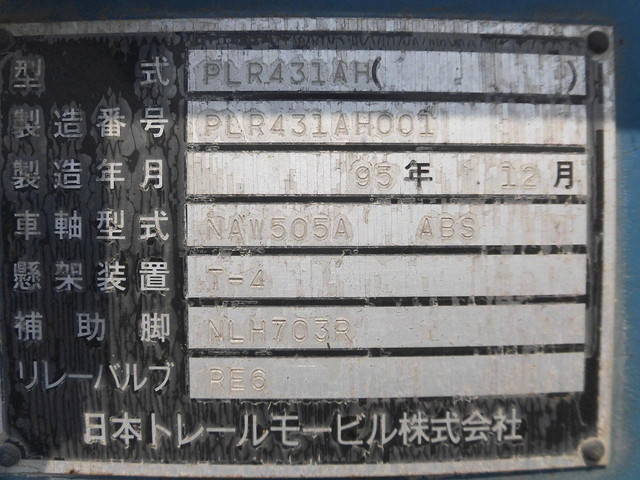 型式 PLR431AH( )
製造番号 PLR431AH001
製造年月 95年 12月
車軸型式 NAW505A ABS
懸架装置 T-4
補助脚 NLH703R
リレーバルブ RE6
日本トレールモービル株式会社